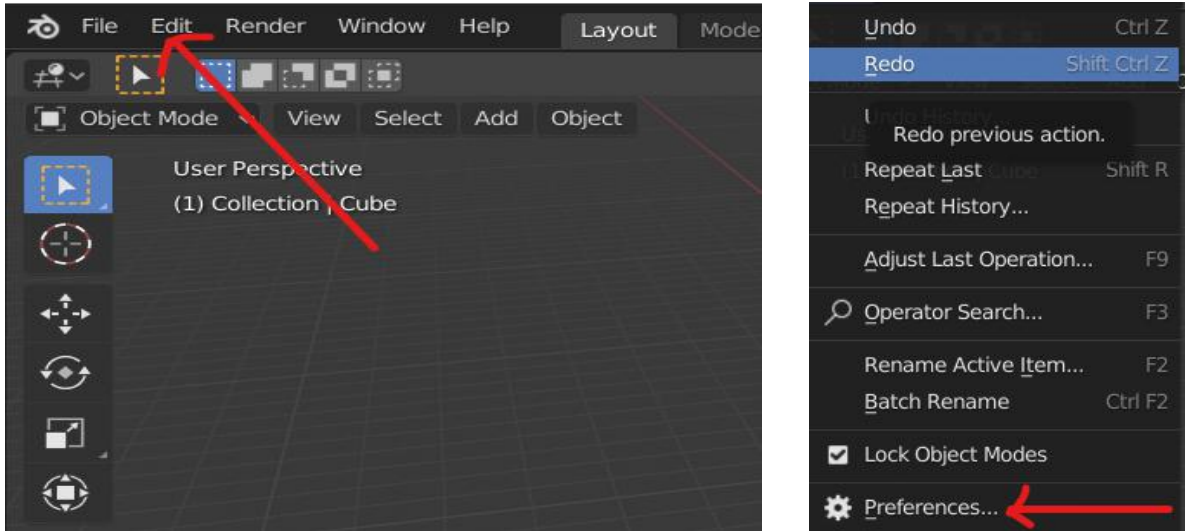 File Edit Render Window Help Layout Mode
Object Mode View Select Add Object
User Perspective
(1) Collection | Cube
Undo Ctrl Z
Redo Shift Ctrl Z
Undo History...
Redo previous action.
Repeat Last Shift R
Repeat History...
Adjust Last Operation... F9
Operator Search... F3
Rename Active Item... F2
Batch Rename Ctrl F2
Lock Object Modes
Preferences...